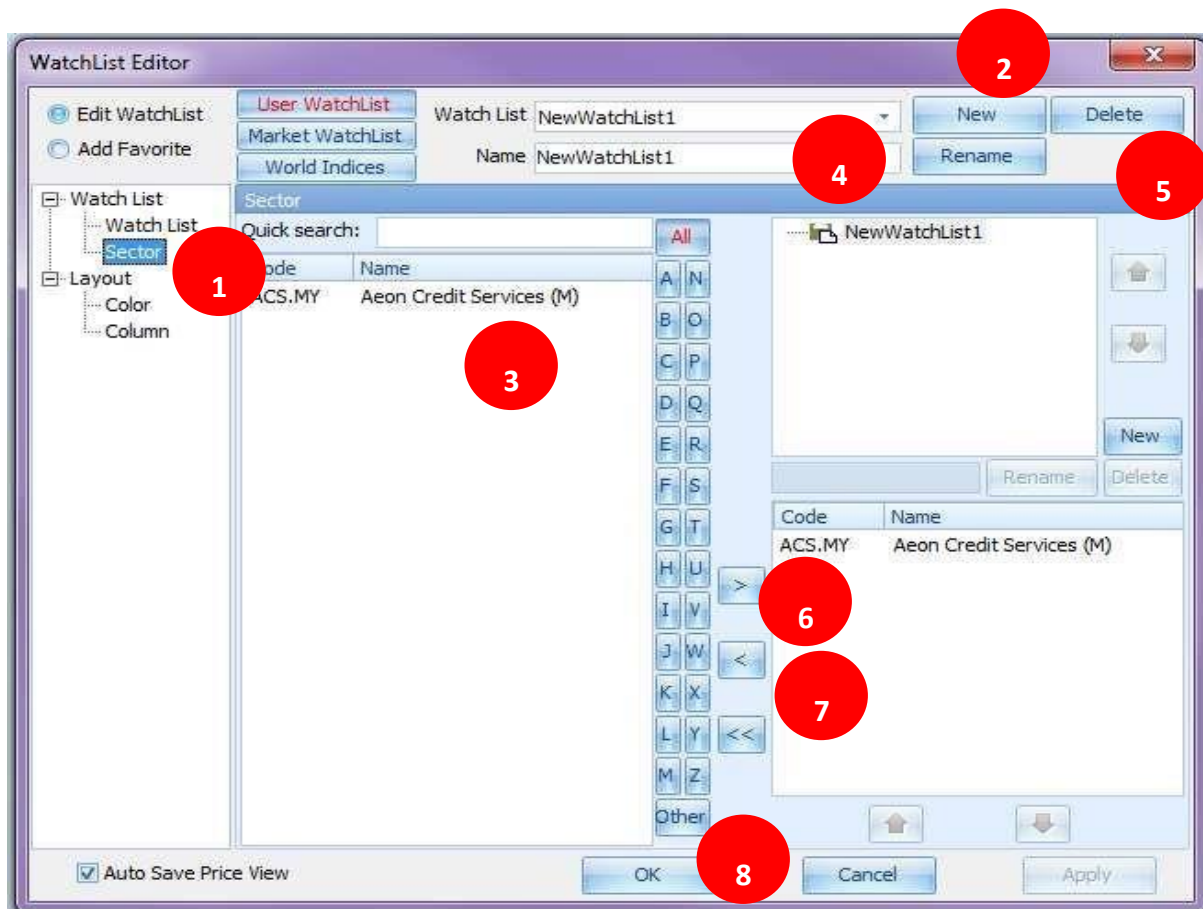 WatchList Editor
2
Edit WatchList
User WatchList
Watch List
NewWatchList1
New
Delete
Add Favorite
Market WatchList
Name
NewWatchList1
4
Rename
World Indices
5
Watch List
Sector
Watch List
Quick search:
All
NewWatchList1
Sector
1
Code Name
Layout
ACS.MY Aeon Credit Services (M)
Color
Column
3
A N
B O
C P
D Q
E R
F S
G T
H U
I V
J W
K X
L Y
M Z
Other
New
Rename
Delete
Code Name
ACS.MY Aeon Credit Services (M)
>
6
<
7
<<
Auto Save Price View
OK
8
Cancel
Apply